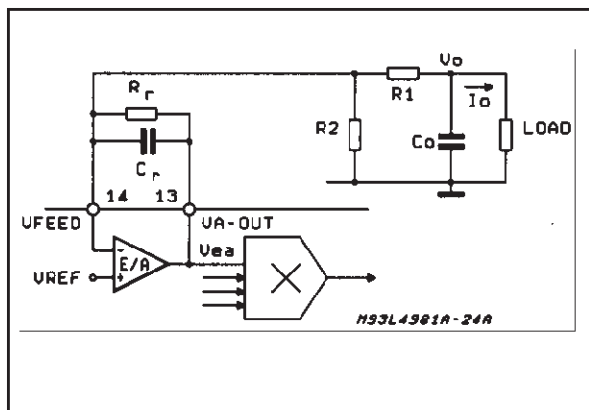 Vo
Rr
R1
Io
R2
Co
LOAD
Cr
14 13
VFEED
VA-OUT
Vea
E/A
-
+
VREF
X
M93L4981A-24A